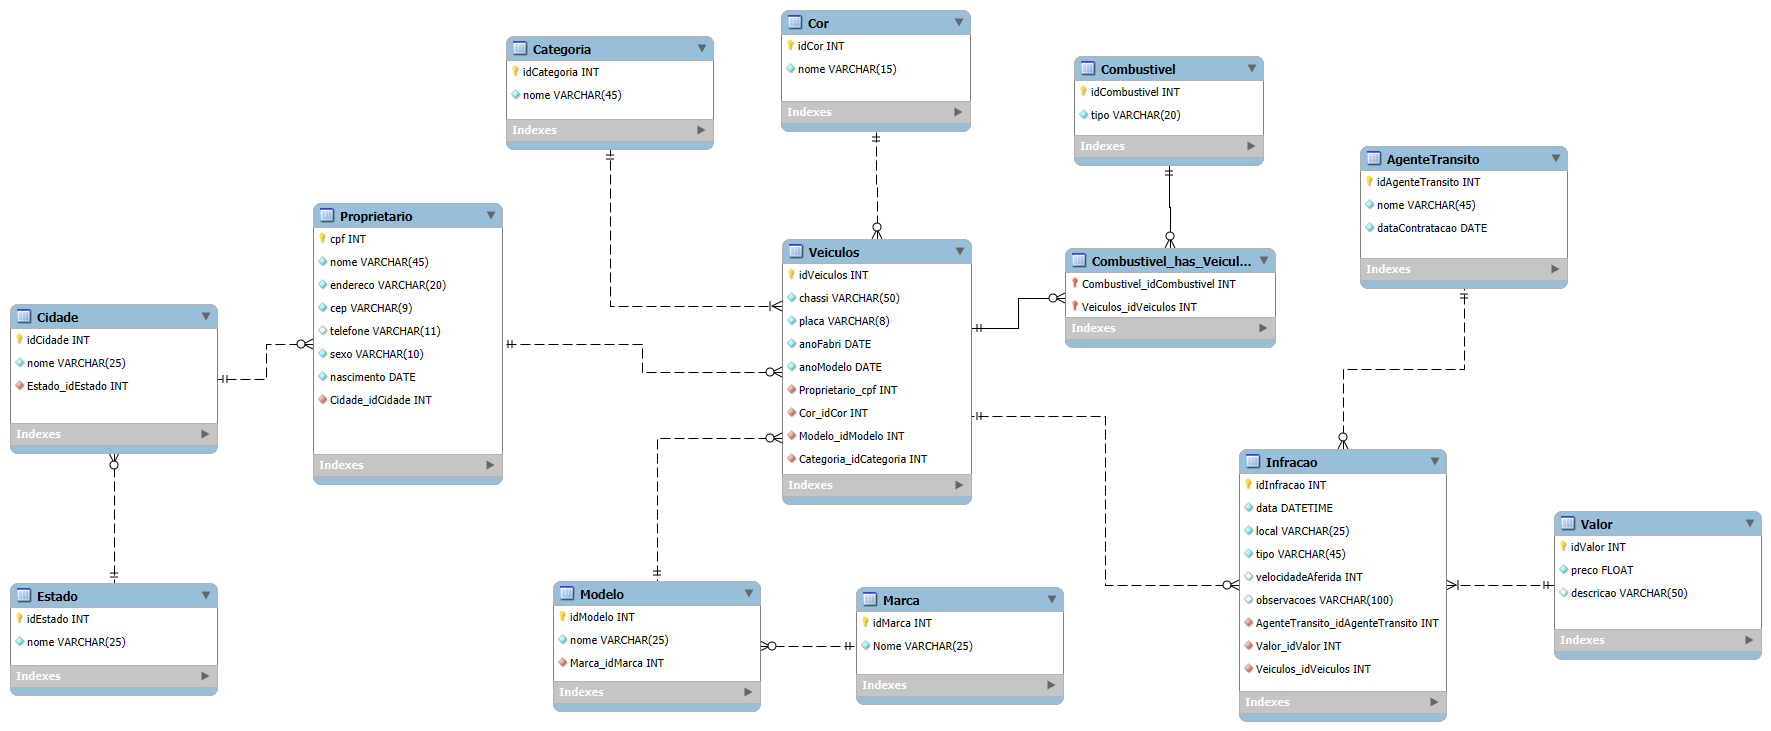 Cor
idCor INT
nome VARCHAR(15)
Indexes
Categoria
idCategoria INT
nome VARCHAR(45)
Indexes
Combustivel
idCombustivel INT
tipo VARCHAR(20)
Indexes
AgenteTransito
idAgenteTransito INT
nome VARCHAR(45)
dataContratacao DATE
Indexes
Proprietario
cpf INT
nome VARCHAR(45)
endereco VARCHAR(20)
cep VARCHAR(9)
telefone VARCHAR(11)
sexo VARCHAR(10)
nascimento DATE
Cidade_idCidade INT
Indexes
Veiculos
idVeiculos INT
chassi VARCHAR(50)
placa VARCHAR(8)
anoFabri DATE
anoModelo DATE
Proprietario_cpf INT
Cor_idCor INT
Modelo_idModelo INT
Categoria_idCategoria INT
Indexes
Combustivel_has_Veicul...
Combustivel_idCombustivel INT
Veiculos_idVeiculos INT
Indexes
Cidade
idCidade INT
nome VARCHAR(25)
Estado_idEstado INT
Indexes
Infracao
idInfracao INT
data DATETIME
local VARCHAR(25)
tipo VARCHAR(45)
velocidadeAferida INT
observacoes VARCHAR(100)
AgenteTransito_idAgenteTransito INT
Valor_idValor INT
Veiculos_idVeiculos INT
Indexes
Valor
idValor INT
preco FLOAT
descricao VARCHAR(50)
Indexes
Estado
idEstado INT
nome VARCHAR(25)
Indexes
Modelo
idModelo INT
nome VARCHAR(25)
Marca_idMarca INT
Indexes
Marca
idMarca INT
Nome VARCHAR(25)
Indexes